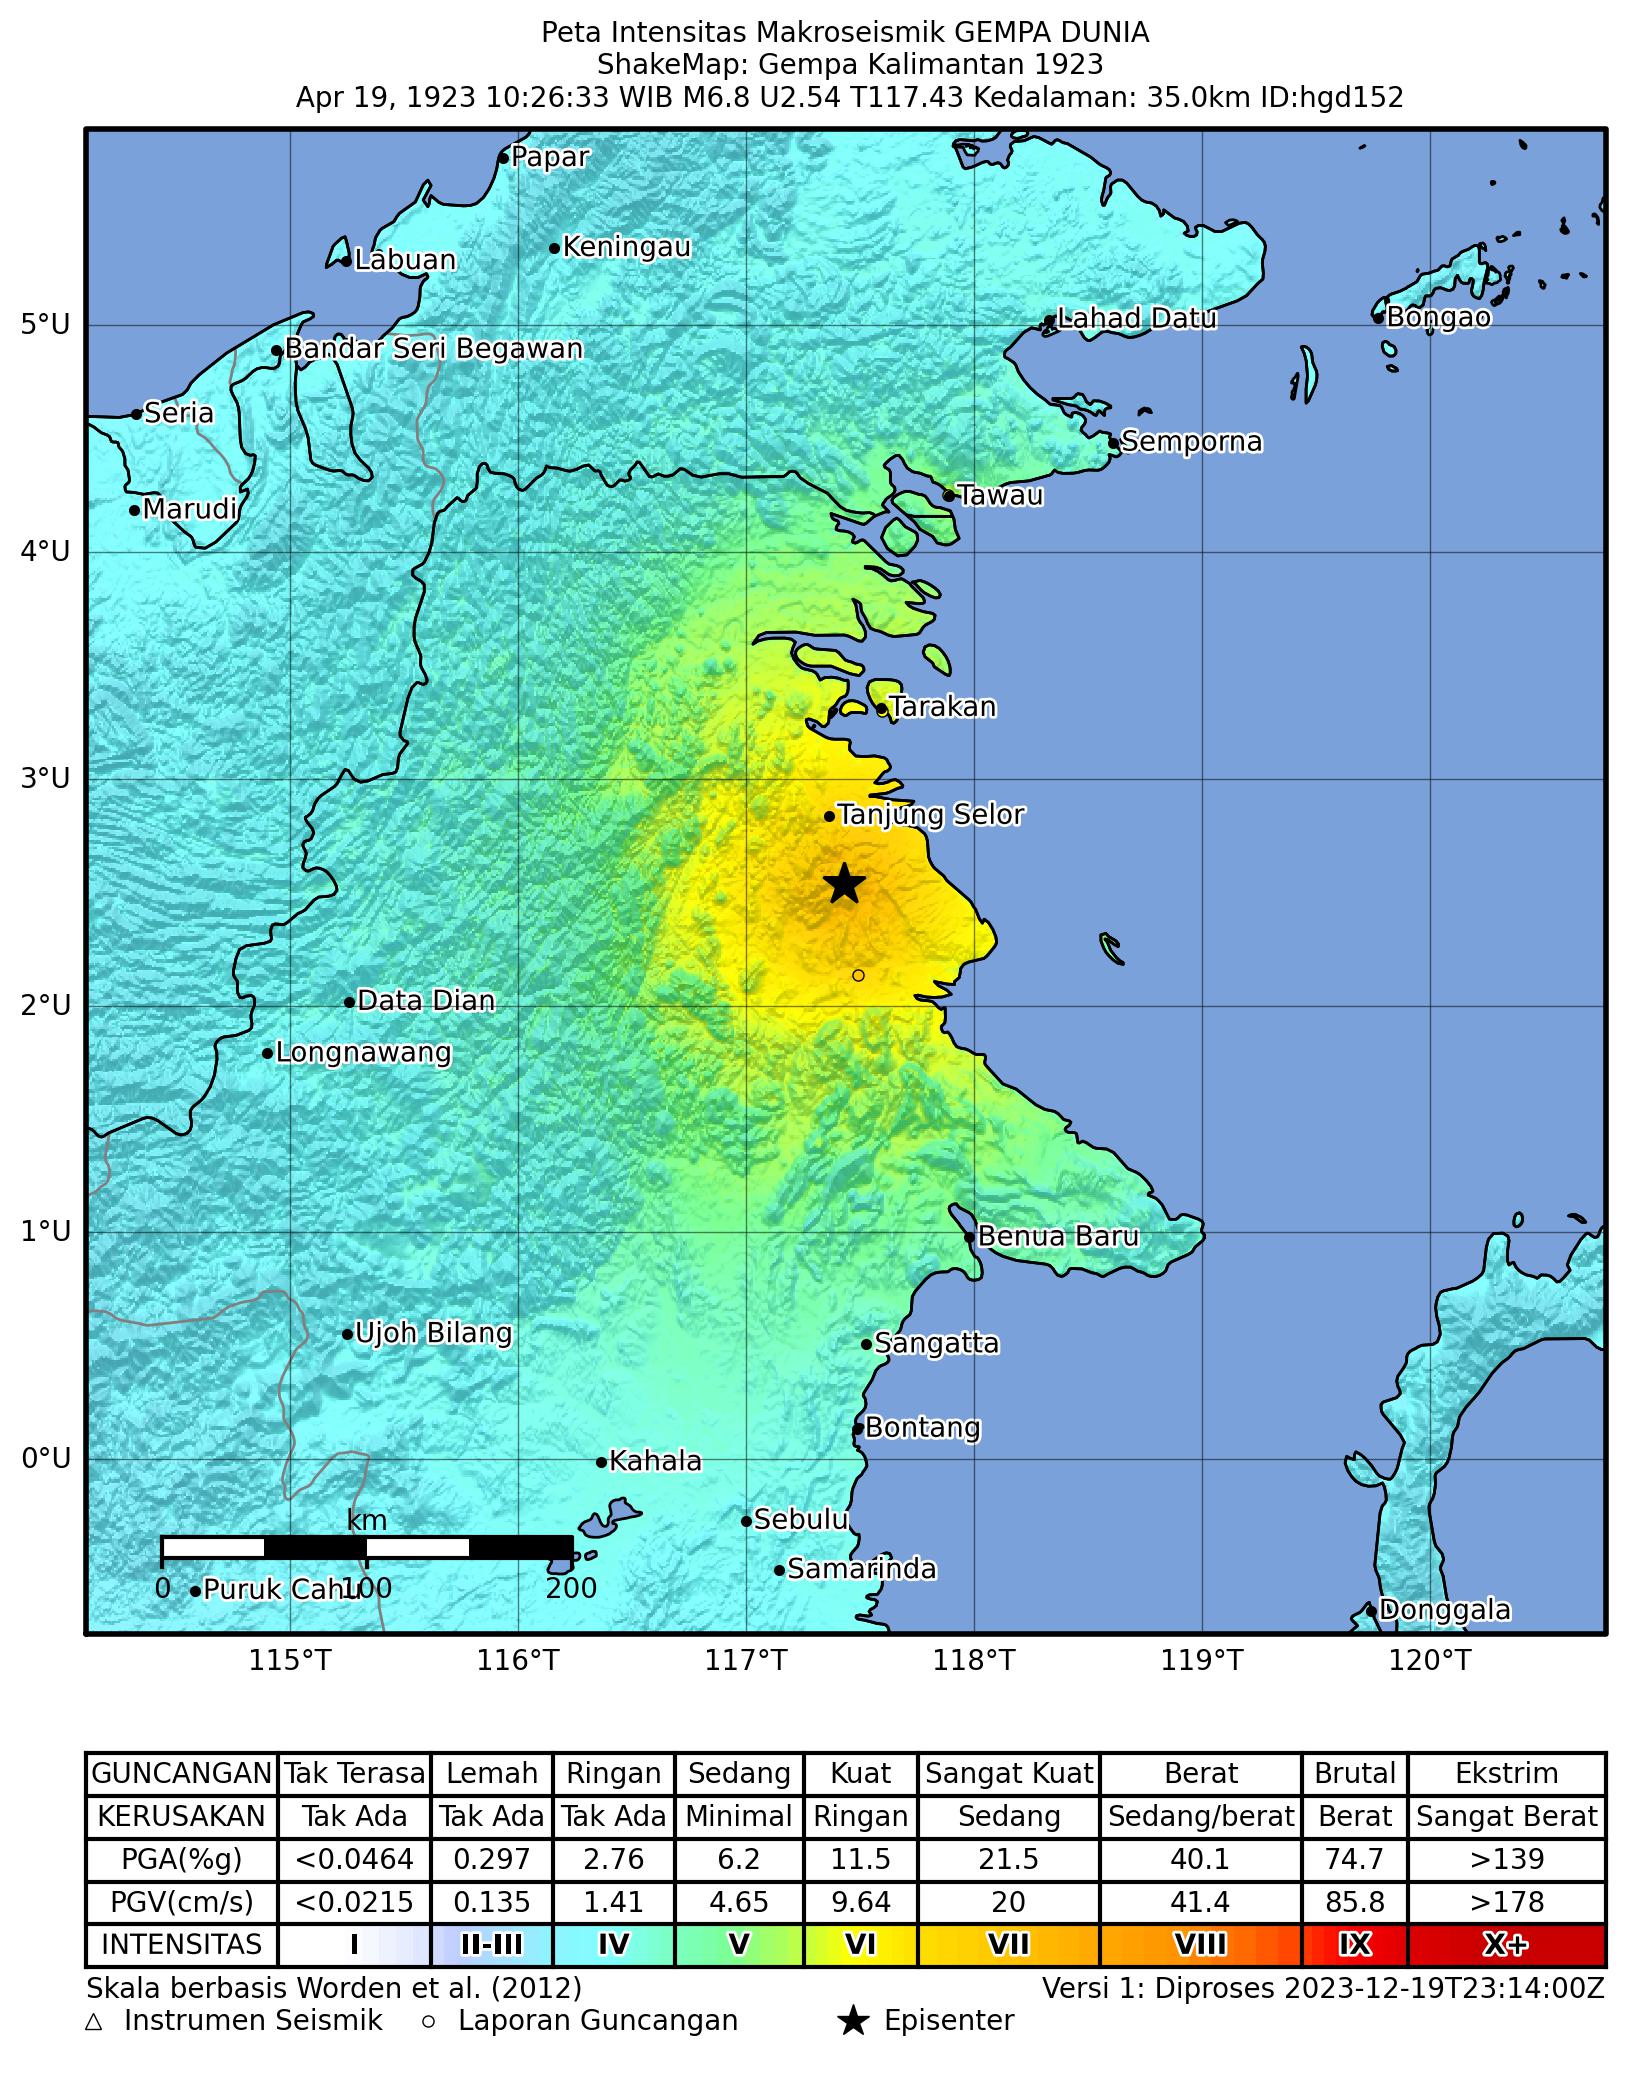 Peta Intensitas Makroseismik GEMPA DUNIA
ShakeMap: Gempa Kalimantan 1923
Apr 19, 1923 10:26:33 WIB M6.8 U2.54 T117.43 Kedalaman: 35.0km ID:hgd152
Papar
Keningau
Labuan
Lahad Datu
Bongao
5°U
Bandar Seri Begawan
Seria
Semporna
Tawau
Marudi
4°U
Tarakan
3°U
Tanjung Selor
Data Dian
2°U
Longnawang
1°U
Benua Baru
Ujoh Bilang
Sangatta
Bontang
0°U
Kahala
km
Sebulu
Samarinda
0 100 200
Puruk Cahu
Donggala
115°T 116°T 117°T 118°T 119°T 120°T
GUNCANGAN Tak Terasa Lemah Ringan Sedang Kuat Sangat Kuat Berat Brutal Ekstrim
KERUSAKAN Tak Ada Tak Ada Tak Ada Minimal Ringan Sedang Sedang/berat Berat Sangat Berat
PGA(%g) <0.0464 0.297 2.76 6.2 11.5 21.5 40.1 74.7 >139
PGV(cm/s) <0.0215 0.135 1.41 4.65 9.64 20 41.4 85.8 >178
INTENSITAS I II-III IV V VI VII VIII IX X+
Skala berbasis Worden et al. (2012) Versi 1: Diproses 2023-12-19T23:14:00Z
Instrumen Seismik Laporan Guncangan Episenter